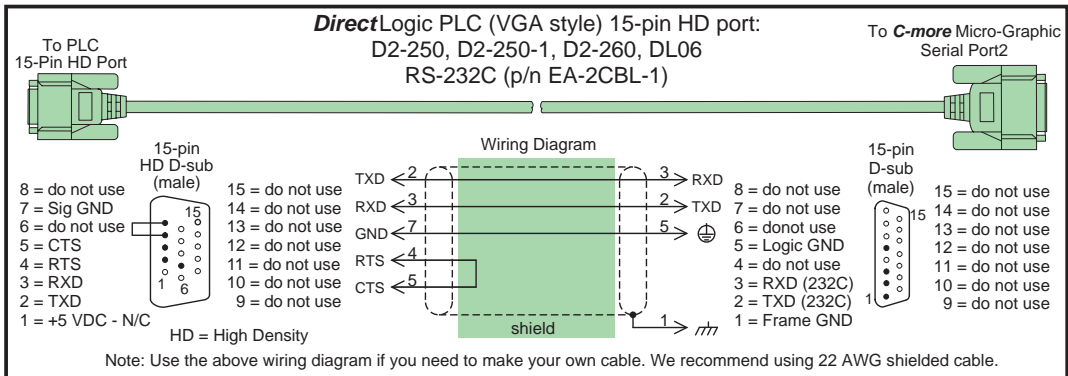 DirectLogic PLC (VGA style) 15-pin HD port:
D2-250, D2-250-1, D2-260, DL06
RS-232C (p/n EA-2CBL-1)
To PLC
15-Pin HD Port
To C-more Micro-Graphic
Serial Port2
15-pin
HD D-sub
(male)
8 = do not use
7 = Sig GND
6 = do not use
5 = CTS
4 = RTS
3 = RXD
2 = TXD
1 = +5 VDC - N/C
15
1
6
15 = do not use
14 = do not use
13 = do not use
12 = do not use
11 = do not use
10 = do not use
9 = do not use
HD = High Density
Wiring Diagram
TXD 2 3 RXD
RXD 3 2 TXD
GND 7 5
RTS 4
CTS 5
1
shield
15-pin
D-sub
(male)
8 = do not use
7 = do not use
6 = donot use
5 = Logic GND
4 = do not use
3 = RXD (232C)
2 = TXD (232C)
1 = Frame GND
15
1
15 = do not use
14 = do not use
13 = do not use
12 = do not use
11 = do not use
10 = do not use
9 = do not use
Note: Use the above wiring diagram if you need to make your own cable. We recommend using 22 AWG shielded cable.